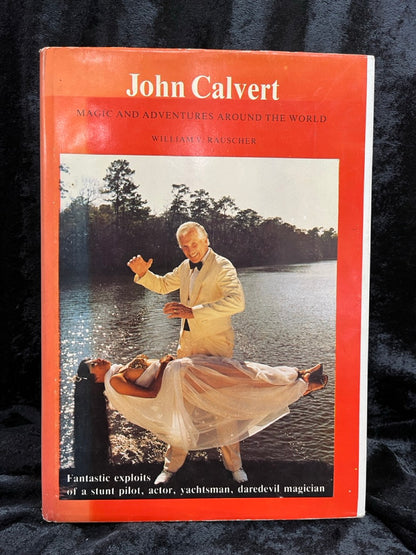 John Calvert
MAGIC AND ADVENTURES AROUND THE WORLD
WILLIAM V. RAUSCHER
Fantastic exploits
of a stunt pilot, actor, yachtsman, daredevil magician